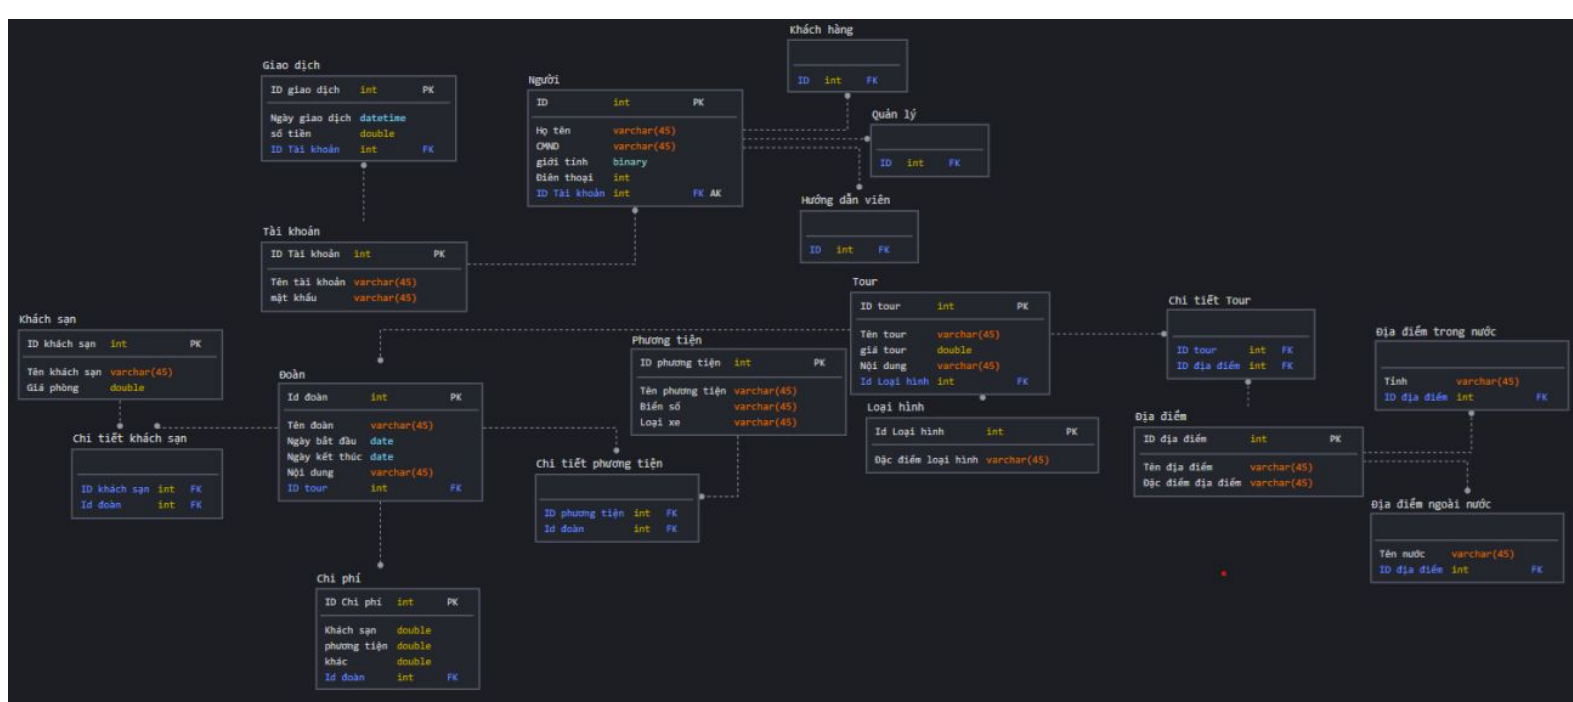 Khách hàng
ID int FK
Giao dịch
ID giao dịch int PK
Ngày giao dịch datetime
số tiền double
ID Tài khoản int FK
Người
ID int PK
Họ tên varchar(45)
CMND varchar(45)
giới tính binary
Điện thoại int
ID Tài khoản int FK AK
Quản lý
ID int FK
Hướng dẫn viên
ID int FK
Tài khoản
ID Tài khoản int PK
Tên tài khoản varchar(45)
mật khẩu varchar(45)
Tour
ID tour int PK
Tên tour varchar(45)
giá tour double
Nội dung varchar(45)
Id Loại hình int FK
Chi tiết Tour
ID tour int FK
ID địa điểm int FK
Khách sạn
ID khách sạn int PK
Tên khách sạn varchar(45)
Giá phòng double
Phương tiện
ID phương tiện int PK
Tên phương tiện varchar(45)
Biển số varchar(45)
Loại xe varchar(45)
Địa điểm trong nước
Tỉnh varchar(45)
ID địa điểm int FK
Đoàn
Id đoàn int PK
Tên đoàn varchar(45)
Ngày bắt đầu date
Ngày kết thúc date
Nội dung varchar(45)
ID tour int FK
Loại hình
Id Loại hình int PK
Đặc điểm loại hình varchar(45)
Địa điểm
ID địa điểm int PK
Tên địa điểm varchar(45)
Đặc điểm địa điểm varchar(45)
Chi tiết khách sạn
ID khách sạn int FK
Id đoàn int FK
Chi tiết phương tiện
ID phương tiện int FK
Id đoàn int FK
Địa điểm ngoài nước
Tên nước varchar(45)
ID địa điểm int FK
Chi phí
ID Chi phí int PK
Khách sạn double
phương tiện double
khác double
Id đoàn int FK